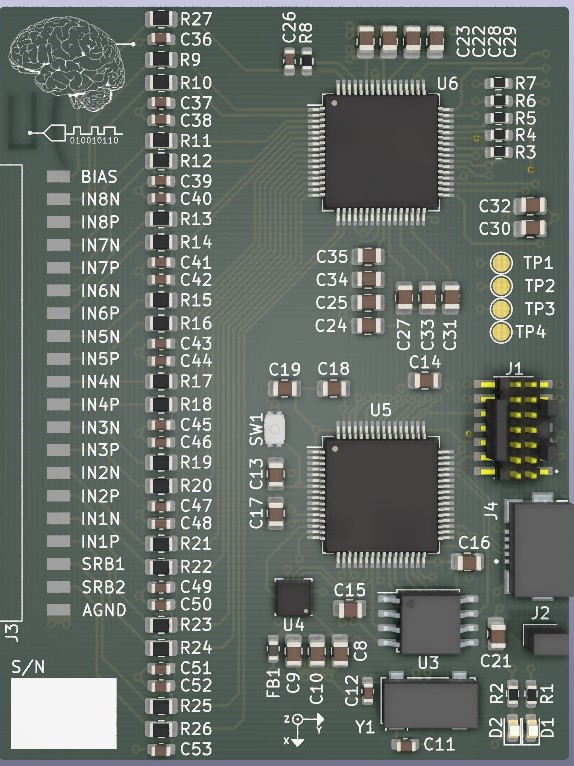 R27
C36
R9
R10
C37
C38
R11
R12
C39
C40
R13
R14
C41
C42
R15
R16
C43
C44
R17
R18
C45
C46
R19
R20
C47
C48
R21
R22
C49
C50
R23
R24
C51
C52
R25
R26
C53
010010110
BIAS
IN8N
IN8P
IN7N
IN7P
IN6N
IN6P
IN5N
IN5P
IN4N
IN4P
IN3N
IN3P
IN2N
IN2P
IN1N
IN1P
SRB1
SRB2
AGND
J3
S/N
C26
R8
C23
C22
C28
C29
U6
R7
R6
R5
R4
R3
C32
C30
C35
C34
C25
C24
C27
C33
C31
TP1
TP2
TP3
TP4
C19
C18
C14
J1
SW1
U5
C13
C17
J4
C16
U4
C15
U3
C21
J2
FB1
C9
C10
C8
C12
Y1
C11
R2
R1
D2
D1
Z
Y
X